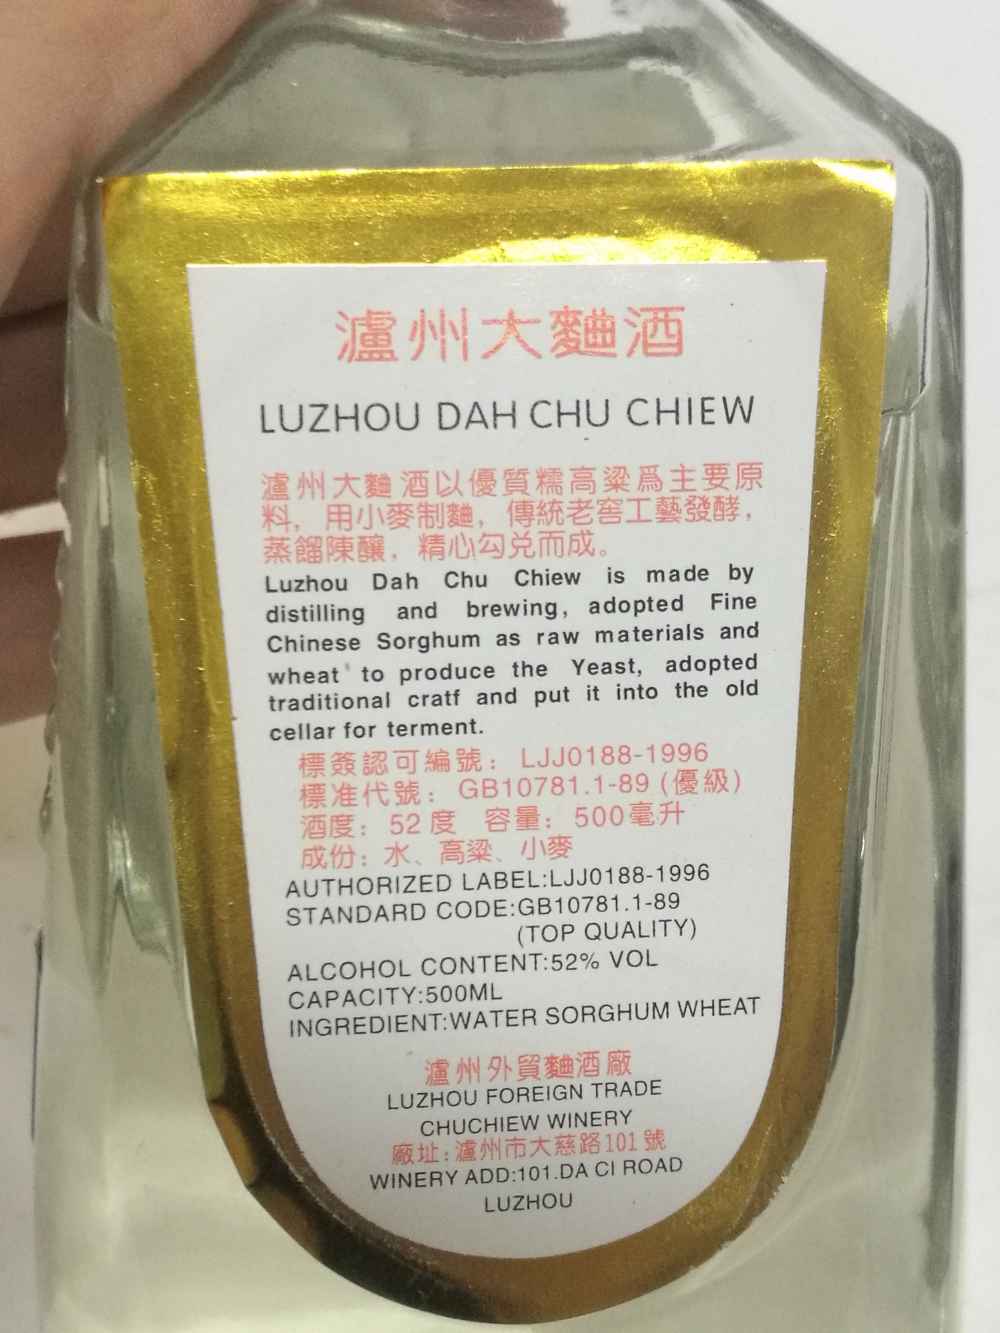 瀘州大麯酒
LUZHOU DAH CHU CHIEW
瀘州大麯酒以優質糯高粱爲主要原
料，用小麥制麯，傳統老窖工藝發酵，
蒸餾陳釀，精心勾兑而成。
Luzhou Dah Chu Chiew is made by
distilling and brewing, adopted Fine
Chinese Sorghum as raw materials and
wheat to produce the Yeast, adopted
traditional cratf and put it into the old
cellar for terment.
標簽認可編號：LJJ0188-1996
標准代號：GB10781.1-89（優級）
酒度：52度 容量：500毫升
成份：水、高粱、小麥
AUTHORIZED LABEL:LJJ0188-1996
STANDARD CODE:GB10781.1-89
(TOP QUALITY)
ALCOHOL CONTENT:52% VOL
CAPACITY:500ML
INGREDIENT:WATER SORGHUM WHEAT
瀘州外貿麯酒廠
LUZHOU FOREIGN TRADE
CHUCHIEW WINERY
廠址：瀘州市大慈路101號
WINERY ADD:101.DA CI ROAD
LUZHOU